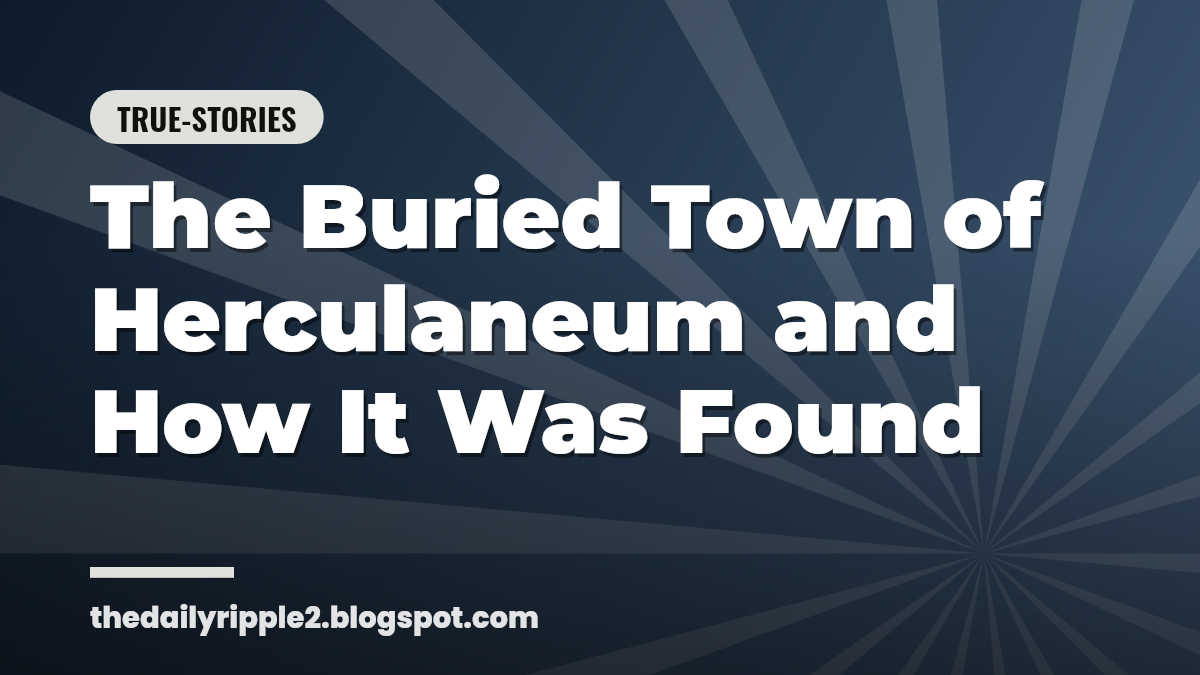 TRUE-STORIES
The Buried Town of
Herculaneum and
How It Was Found
thedailyripple2.blogspot.com